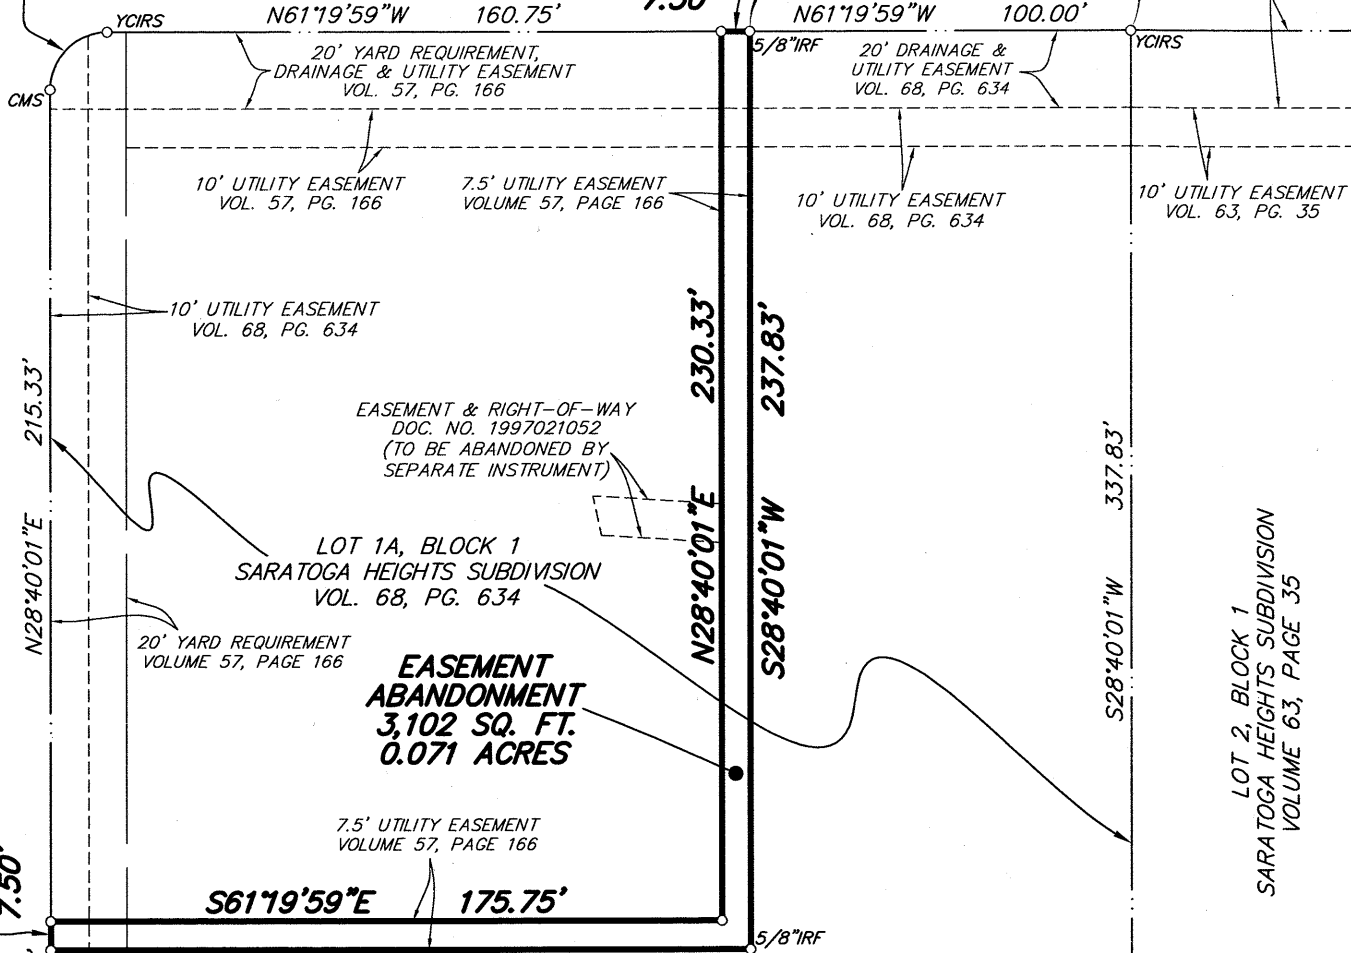 YCIRS
N61°19'59"W 160.75'
7.50'
N61°19'59"W 100.00'
5/8"IRF
YCIRS
CMS
20' YARD REQUIREMENT,
DRAINAGE & UTILITY EASEMENT
VOL. 57, PG. 166
20' DRAINAGE &
UTILITY EASEMENT
VOL. 68, PG. 634
10' UTILITY EASEMENT
VOL. 57, PG. 166
7.5' UTILITY EASEMENT
VOLUME 57, PAGE 166
10' UTILITY EASEMENT
VOL. 68, PG. 634
10' UTILITY EASEMENT
VOL. 63, PG. 35
10' UTILITY EASEMENT
VOL. 68, PG. 634
N28°40'01"E 215.33'
EASEMENT & RIGHT-OF-WAY
DOC. NO. 1997021052
(TO BE ABANDONED BY
SEPARATE INSTRUMENT)
N28°40'01"E 230.33'
S28°40'01"W 237.83'
S28°40'01"W 337.83'
LOT 1A, BLOCK 1
SARATOGA HEIGHTS SUBDIVISION
VOL. 68, PG. 634
LOT 2, BLOCK 1
SARATOGA HEIGHTS SUBDIVISION
VOLUME 63, PAGE 35
20' YARD REQUIREMENT
VOLUME 57, PAGE 166
EASEMENT
ABANDONMENT
3,102 SQ. FT.
0.071 ACRES
7.5' UTILITY EASEMENT
VOLUME 57, PAGE 166
7.50'
S61°19'59"E 175.75'
5/8"IRF